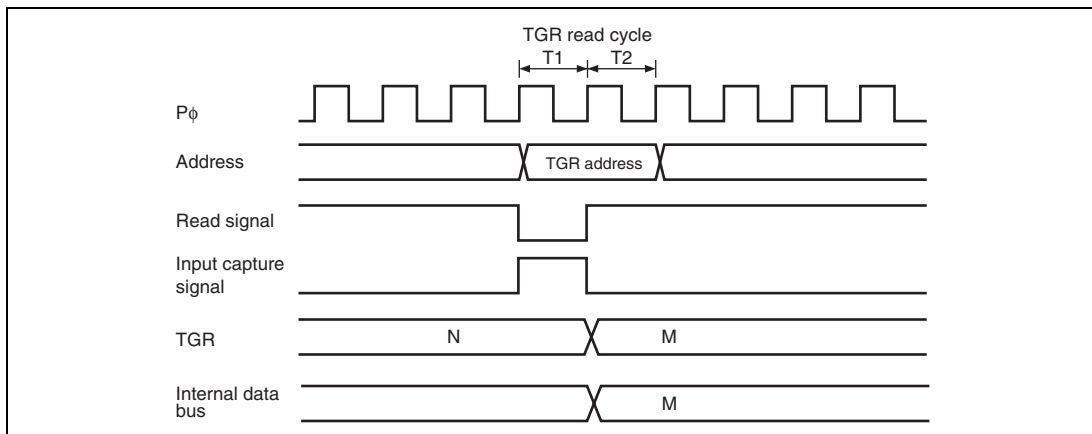 TGR read cycle
T1 T2
Pϕ
Address
TGR address
Read signal
Input capture
signal
TGR
N
M
Internal data
bus
M